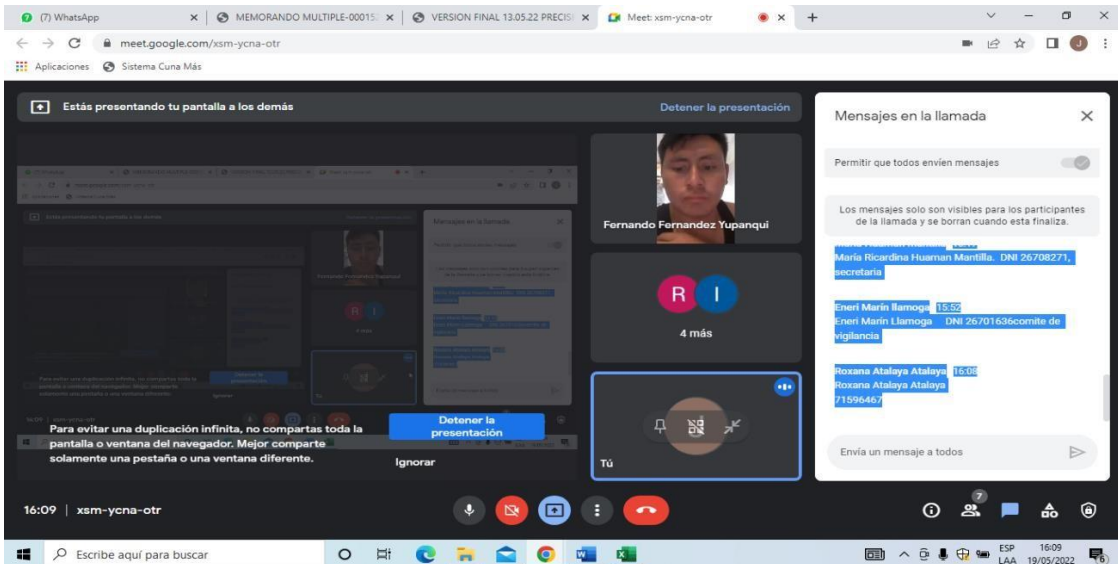 (7) WhatsApp
MEMORANDO MULTIPLE-00015
VERSION FINAL 13.05.22 PRECIS
Meet: xsm-ycna-otr
meet.google.com/xsm-ycna-otr
J
Aplicaciones
Sistema Cuna Más
Estás presentando tu pantalla a los demás
Detener la presentación
Fernando Fernandez Yupanqui
R I
4 más
Tú
Para evitar una duplicación infinita, no compartas toda la
pantalla o ventana del navegador. Mejor comparte
solamente una pestaña o una ventana diferente.
Detener la
presentación
Ignorar
Mensajes en la llamada
Permitir que todos envíen mensajes
Los mensajes solo son visibles para los participantes
de la llamada y se borran cuando esta finaliza.
María Ricardina Huaman Mantilla. DNI 26708271,
secretaria
Eneri Marín llamoga 15:52
Eneri Marín Llamoga DNI 26701636comite de
vigilancia
Roxana Atalaya Atalaya 16:08
Roxana Atalaya Atalaya
71596467
Envía un mensaje a todos
16:09 | xsm-ycna-otr
7
Escribe aquí para buscar
ESP
LAA
16:09
19/05/2022
6